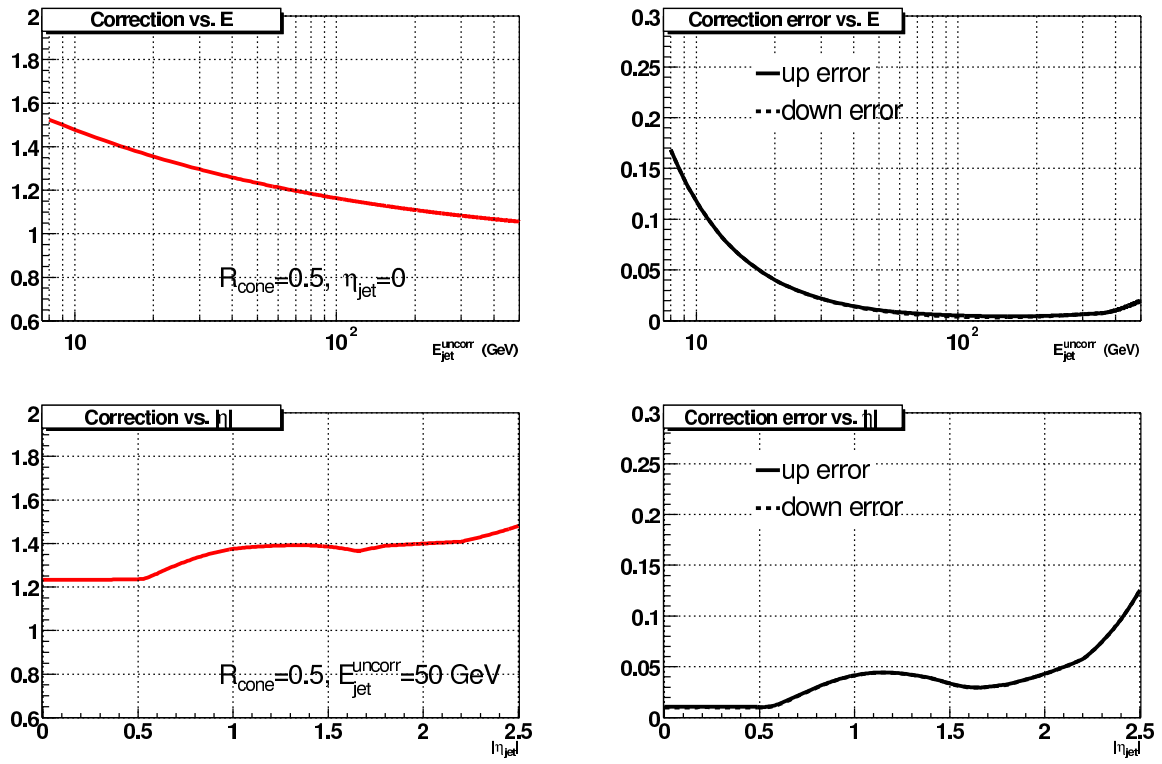 Correction vs. E
2
1.8
1.6
1.4
1.2
1
0.8
0.6
R_cone=0.5, η_jet=0
10
10^2
E_jet^uncorr (GeV)
Correction error vs. E
0.3
0.25
0.2
0.15
0.1
0.05
0
up error
down error
10
10^2
E_jet^uncorr (GeV)
Correction vs. |η|
2
1.8
1.6
1.4
1.2
1
0.8
0.6
R_cone=0.5, E_jet^uncorr=50 GeV
0 0.5 1 1.5 2 2.5
|η_jet|
Correction error vs. |η|
0.3
0.25
0.2
0.15
0.1
0.05
0
up error
down error
0 0.5 1 1.5 2 2.5
|η_jet|